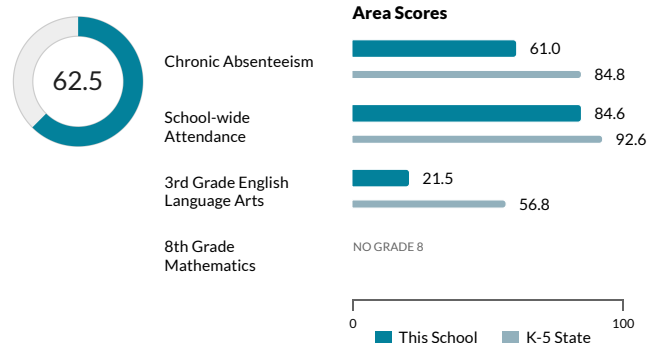 Area Scores
62.5
Chronic Absenteeism
61.0
84.8
School-wide
Attendance
84.6
92.6
3rd Grade English
Language Arts
21.5
56.8
8th Grade
Mathematics
NO GRADE 8
0
100
This School
K-5 State